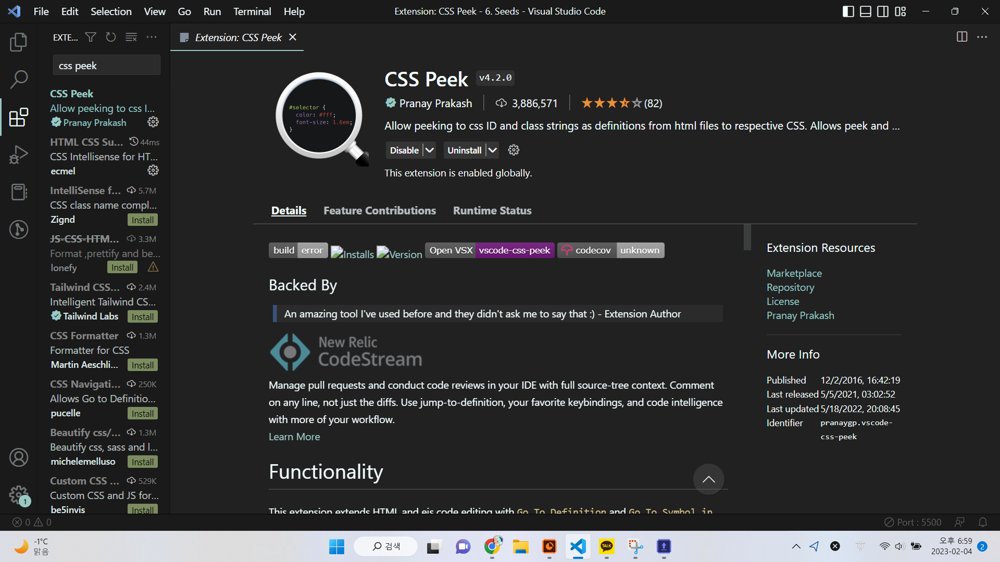 File Edit Selection View Go Run Terminal Help
Extension: CSS Peek - 6. Seeds - Visual Studio Code
EXTE...
css peek
CSS Peek
Allow peeking to css I...
Pranay Prakash
HTML CSS Su... 44ms
CSS Intellisense for HT...
ecmel
IntelliSense f... 5.7M
CSS class name compl...
Zignd Install
JS-CSS-HTM... 3.3M
Format ,prettify and be...
lonefy Install
Tailwind CSS... 2.4M
Intelligent Tailwind CS...
Tailwind Labs Install
CSS Formatter 1.3M
Formatter for CSS
Martin Aeschli... Install
CSS Navigati... 250K
Allows Go to Definitio...
pucelle Install
Beautify css/... 1.3M
Beautify css, sass and l...
michelemelluso Install
Custom CSS ... 529K
Custom CSS and JS for...
be5invis Install
Extension: CSS Peek
#selector {
color: #fff;
font-size: 1.6em;
}
CSS Peek v4.2.0
Pranay Prakash 3,886,571 (82)
Allow peeking to css ID and class strings as definitions from html files to respective CSS. Allows peek and ...
Disable Uninstall
This extension is enabled globally.
Details Feature Contributions Runtime Status
build error Installs Version Open VSX vscode-css-peek codecov unknown
Backed By
An amazing tool I've used before and they didn't ask me to say that :) - Extension Author
New Relic
CodeStream
Manage pull requests and conduct code reviews in your IDE with full source-tree context. Comment
on any line, not just the diffs. Use jump-to-definition, your favorite keybindings, and code intelligence
with more of your workflow.
Learn More
Functionality
This extension extends HTML and ejs code editing with Go To Definition and Go To Symbol in
Extension Resources
Marketplace
Repository
License
Pranay Prakash
More Info
Published 12/2/2016, 16:42:19
Last released 5/5/2021, 03:02:52
Last updated 5/18/2022, 20:08:45
Identifier pranaygp.vscode-
css-peek
1
0 0
Port : 5500
-1°C
맑음
검색
TALK
오후 6:59
2023-02-04
2